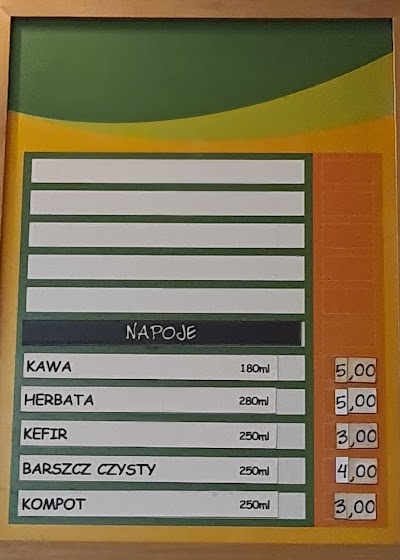 NAPOJE
KAWA 180ml 5,00
HERBATA 280ml 5,00
KEFIR 250ml 3,00
BARSZCZ CZYSTY 250ml 4,00
KOMPOT 250ml 3,00